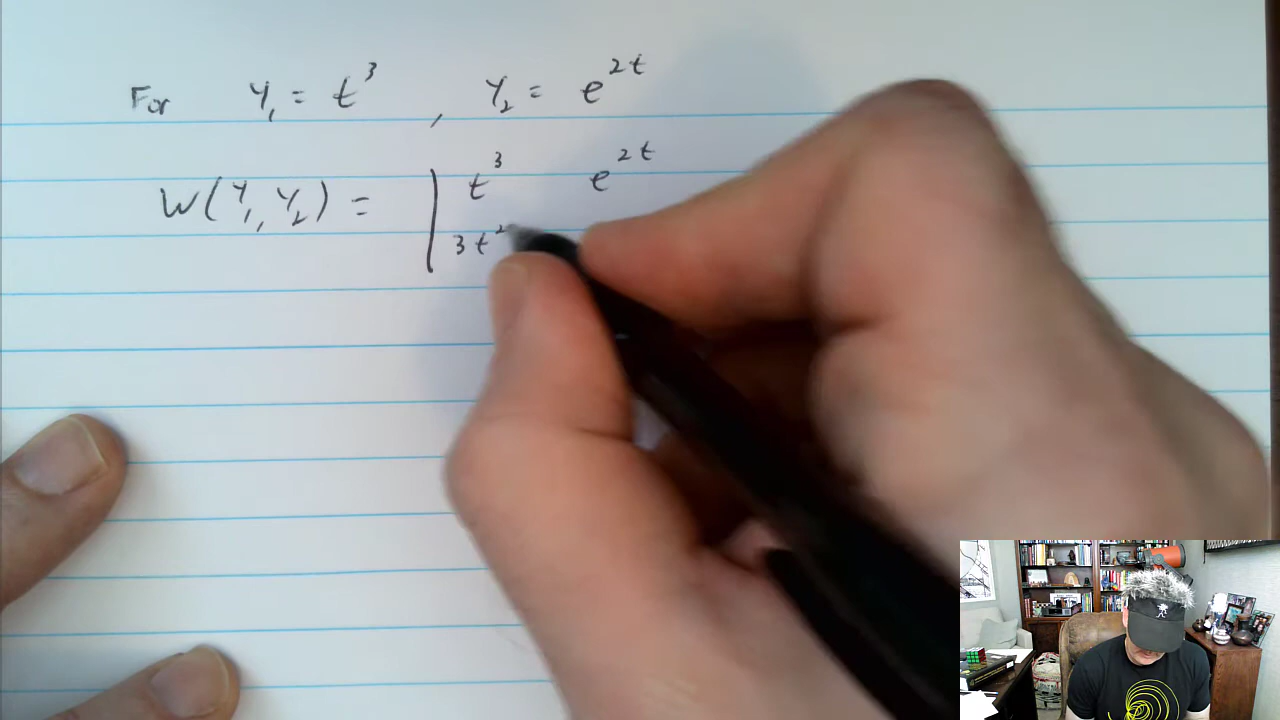 For y₁ = t³ , y₂ = e²ᵗ
W(y₁, y₂) = | t³ e²ᵗ
3t²